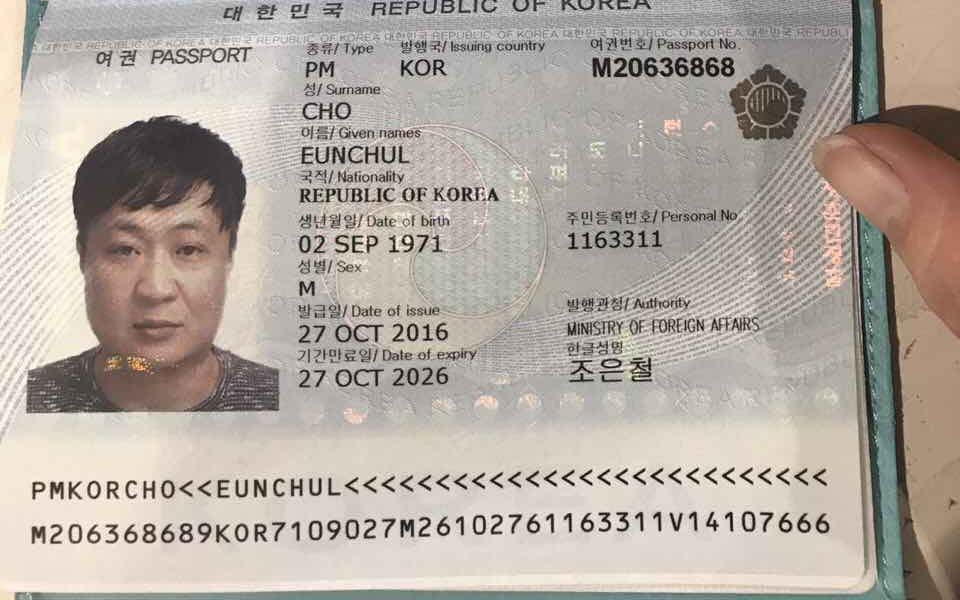 대한민국 REPUBLIC OF KOREA
여권 PASSPORT
종류/ Type 발행국/ Issuing country 여권번호/ Passport No.
PM KOR M20636868
성/ Surname
CHO
이름/ Given names
EUNCHUL
국적/ Nationality
REPUBLIC OF KOREA
생년월일/ Date of birth 주민등록번호/ Personal No.
02 SEP 1971 1163311
성별/ Sex
M
발급일/ Date of issue 발행관청/ Authority
27 OCT 2016 MINISTRY OF FOREIGN AFFAIRS
기간만료일/ Date of expiry 한글성명
27 OCT 2026 조은철
PMKORCHO<<EUNCHUL<<<<<<<<<<<<<<<<<<<<<<<<<<<
M206368689KOR7109027M26102761163311V14107666